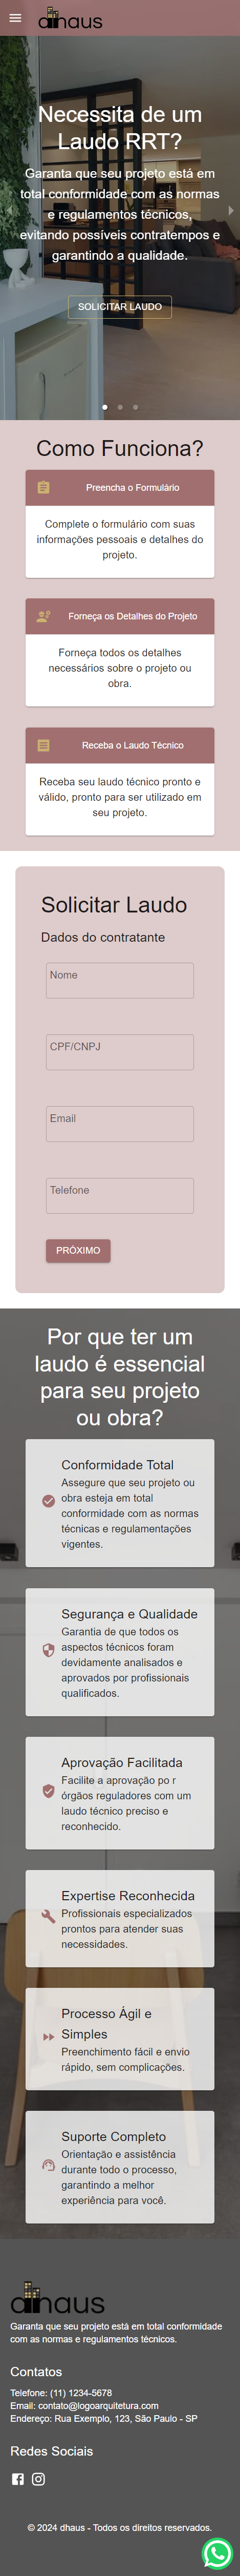 dhaus
Necessita de um
Laudo RRT?
Garanta que seu projeto está em
total conformidade com as normas
e regulamentos técnicos,
evitando possíveis contratempos e
garantindo a qualidade.
SOLICITAR LAUDO
Como Funciona?
Preencha o Formulário
Complete o formulário com suas
informações pessoais e detalhes do
projeto.
Forneça os Detalhes do Projeto
Forneça todos os detalhes
necessários sobre o projeto ou
obra.
Receba o Laudo Técnico
Receba seu laudo técnico pronto e
válido, pronto para ser utilizado em
seu projeto.
Solicitar Laudo
Dados do contratante
Nome
CPF/CNPJ
Email
Telefone
PRÓXIMO
Por que ter um
laudo é essencial
para seu projeto
ou obra?
Conformidade Total
Assegure que seu projeto ou
obra esteja em total
conformidade com as normas
técnicas e regulamentações
vigentes.
Segurança e Qualidade
Garantia de que todos os
aspectos técnicos foram
devidamente analisados e
aprovados por profissionais
qualificados.
Aprovação Facilitada
Facilite a aprovação po r
órgãos reguladores com um
laudo técnico preciso e
reconhecido.
Expertise Reconhecida
Profissionais especializados
prontos para atender suas
necessidades.
Processo Ágil e
Simples
Preenchimento fácil e envio
rápido, sem complicações.
Suporte Completo
Orientação e assistência
durante todo o processo,
garantindo a melhor
experiência para você.
dhaus
Garanta que seu projeto está em total conformidade
com as normas e regulamentos técnicos.
Contatos
Telefone: (11) 1234-5678
Email: contato@logoarquitetura.com
Endereço: Rua Exemplo, 123, São Paulo - SP
Redes Sociais
© 2024 dhaus - Todos os direitos reservados.